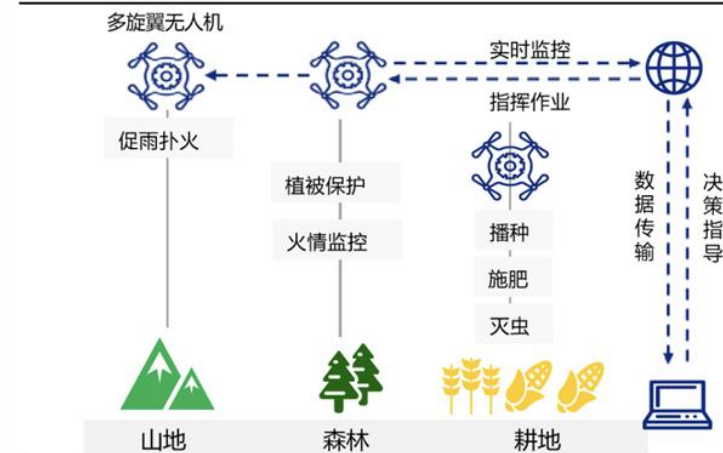 多旋翼无人机
实时监控
指挥作业
促雨扑火
植被保护
火情监控
播种
施肥
灭虫
数据传输
决策指导
山地
森林
耕地